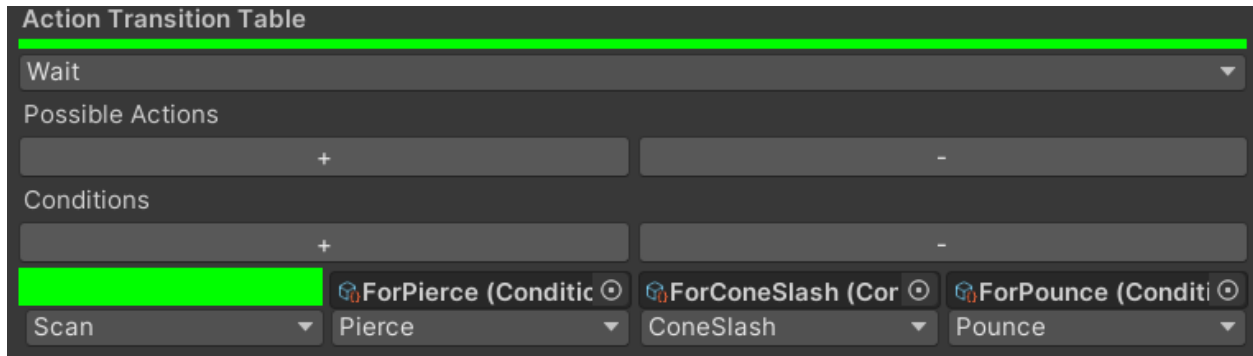 Action Transition Table
Wait
Possible Actions
+ -
Conditions
+ -
ForPierce (Conditic ForConeSlash (Cor ForPounce (Conditi
Scan Pierce ConeSlash Pounce